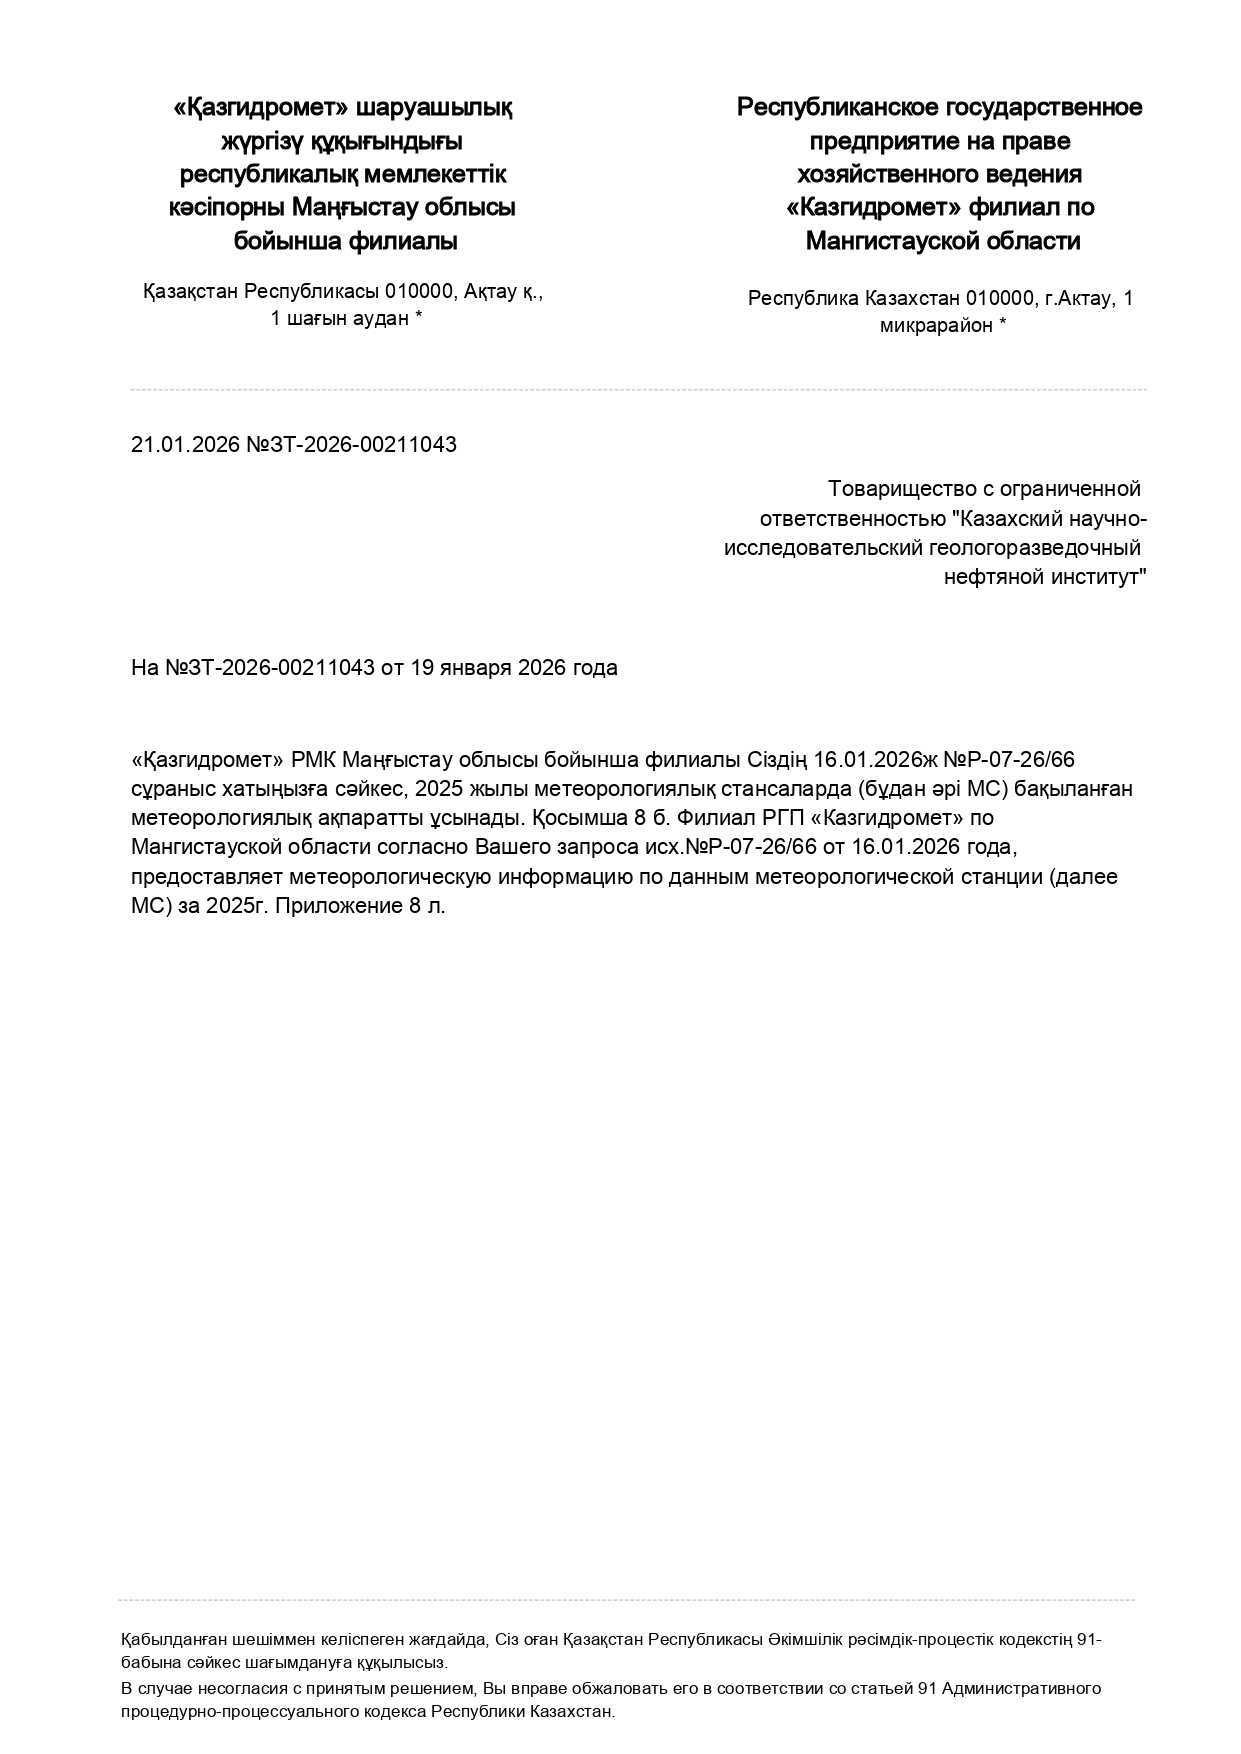 «Қазгидромет» шаруашылық
жүргізу құқығындығы
республикалық мемлекеттік
кәсіпорны Маңғыстау облысы
бойынша филиалы
Қазақстан Республикасы 010000, Ақтау қ.,
1 шағын аудан *
Республиканское государственное
предприятие на праве
хозяйственного ведения
«Казгидромет» филиал по
Мангистауской области
Республика Казахстан 010000, г.Актау, 1
микрарайон *
21.01.2026 №ЗТ-2026-00211043
Товарищество с ограниченной
ответственностью "Казахский научно-
исследовательский геологоразведочный
нефтяной институт"
На №ЗТ-2026-00211043 от 19 января 2026 года
«Қазгидромет» РМК Маңғыстау облысы бойынша филиалы Сіздің 16.01.2026ж №Р-07-26/66
сұраныс хатыңызға сәйкес, 2025 жылы метеорологиялық стансаларда (бұдан әрі МС) бақыланған
метеорологиялық ақпаратты ұсынады. Қосымша 8 б. Филиал РГП «Казгидромет» по
Мангистауской области согласно Вашего запроса исх.№Р-07-26/66 от 16.01.2026 года,
предоставляет метеорологическую информацию по данным метеорологической станции (далее
МС) за 2025г. Приложение 8 л.
Қабылданған шешіммен келіспеген жағдайда, Сіз оған Қазақстан Республикасы Әкімшілік рәсімдік-процестік кодекстің 91-
бабына сәйкес шағымдануға құқылысыз.
В случае несогласия с принятым решением, Вы вправе обжаловать его в соответствии со статьей 91 Административного
процедурно-процессуального кодекса Республики Казахстан.